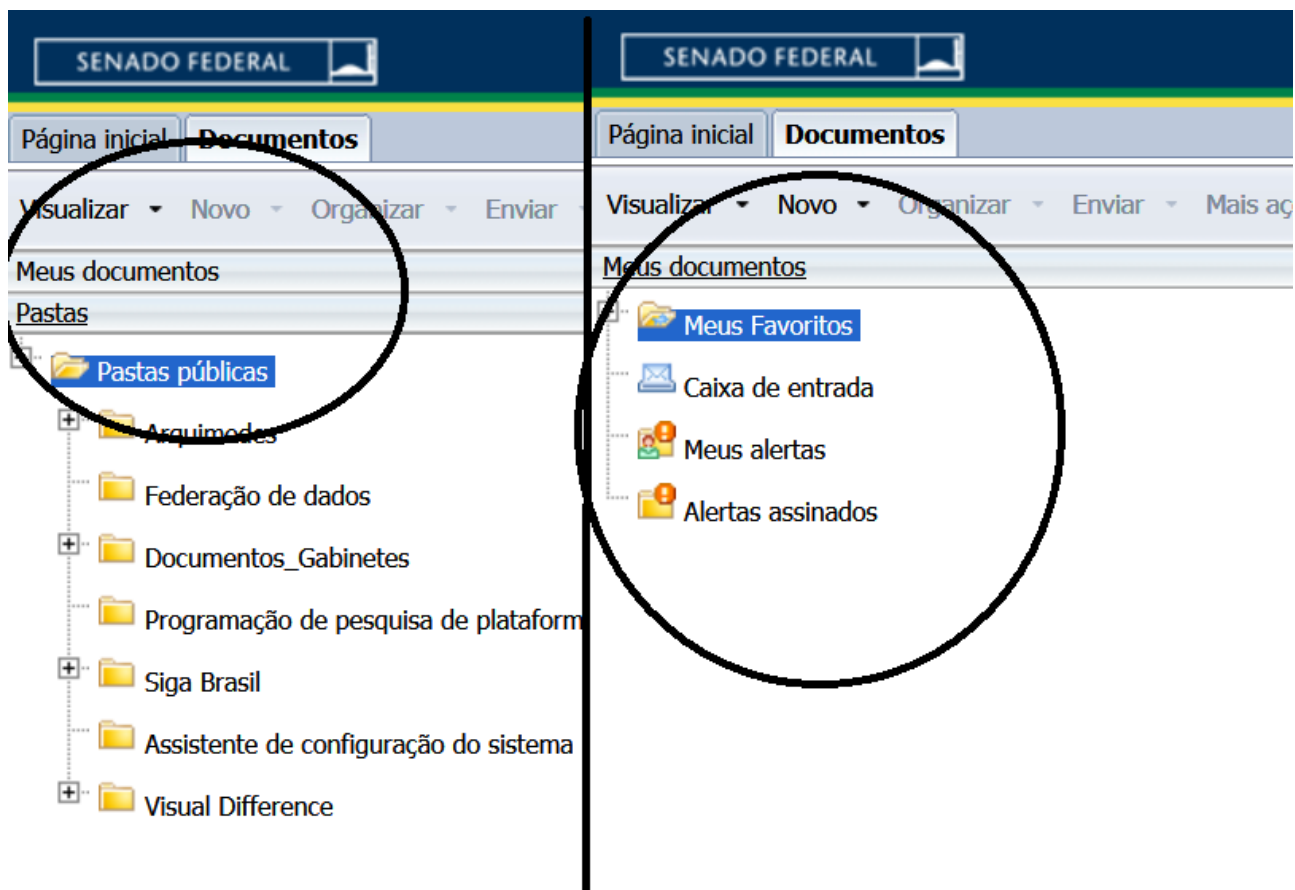 SENADO FEDERAL
Página inicial Documentos
Visualizar Novo Organizar Enviar
Meus documentos
Pastas
Pastas públicas
Arquimedes
Federação de dados
Documentos_Gabinetes
Programação de pesquisa de plataform
Siga Brasil
Assistente de configuração do sistema
Visual Difference
SENADO FEDERAL
Página inicial Documentos
Visualizar Novo Organizar Enviar Mais aç
Meus documentos
Meus Favoritos
Caixa de entrada
Meus alertas
Alertas assinados